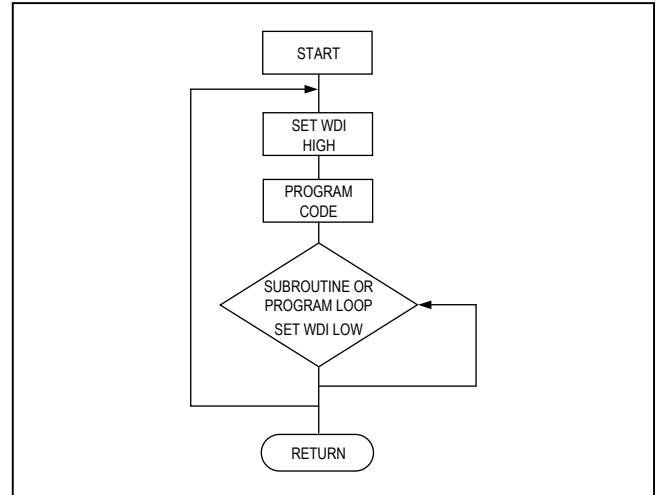 START
SET WDI
HIGH
PROGRAM
CODE
SUBROUTINE OR
PROGRAM LOOP
SET WDI LOW
RETURN